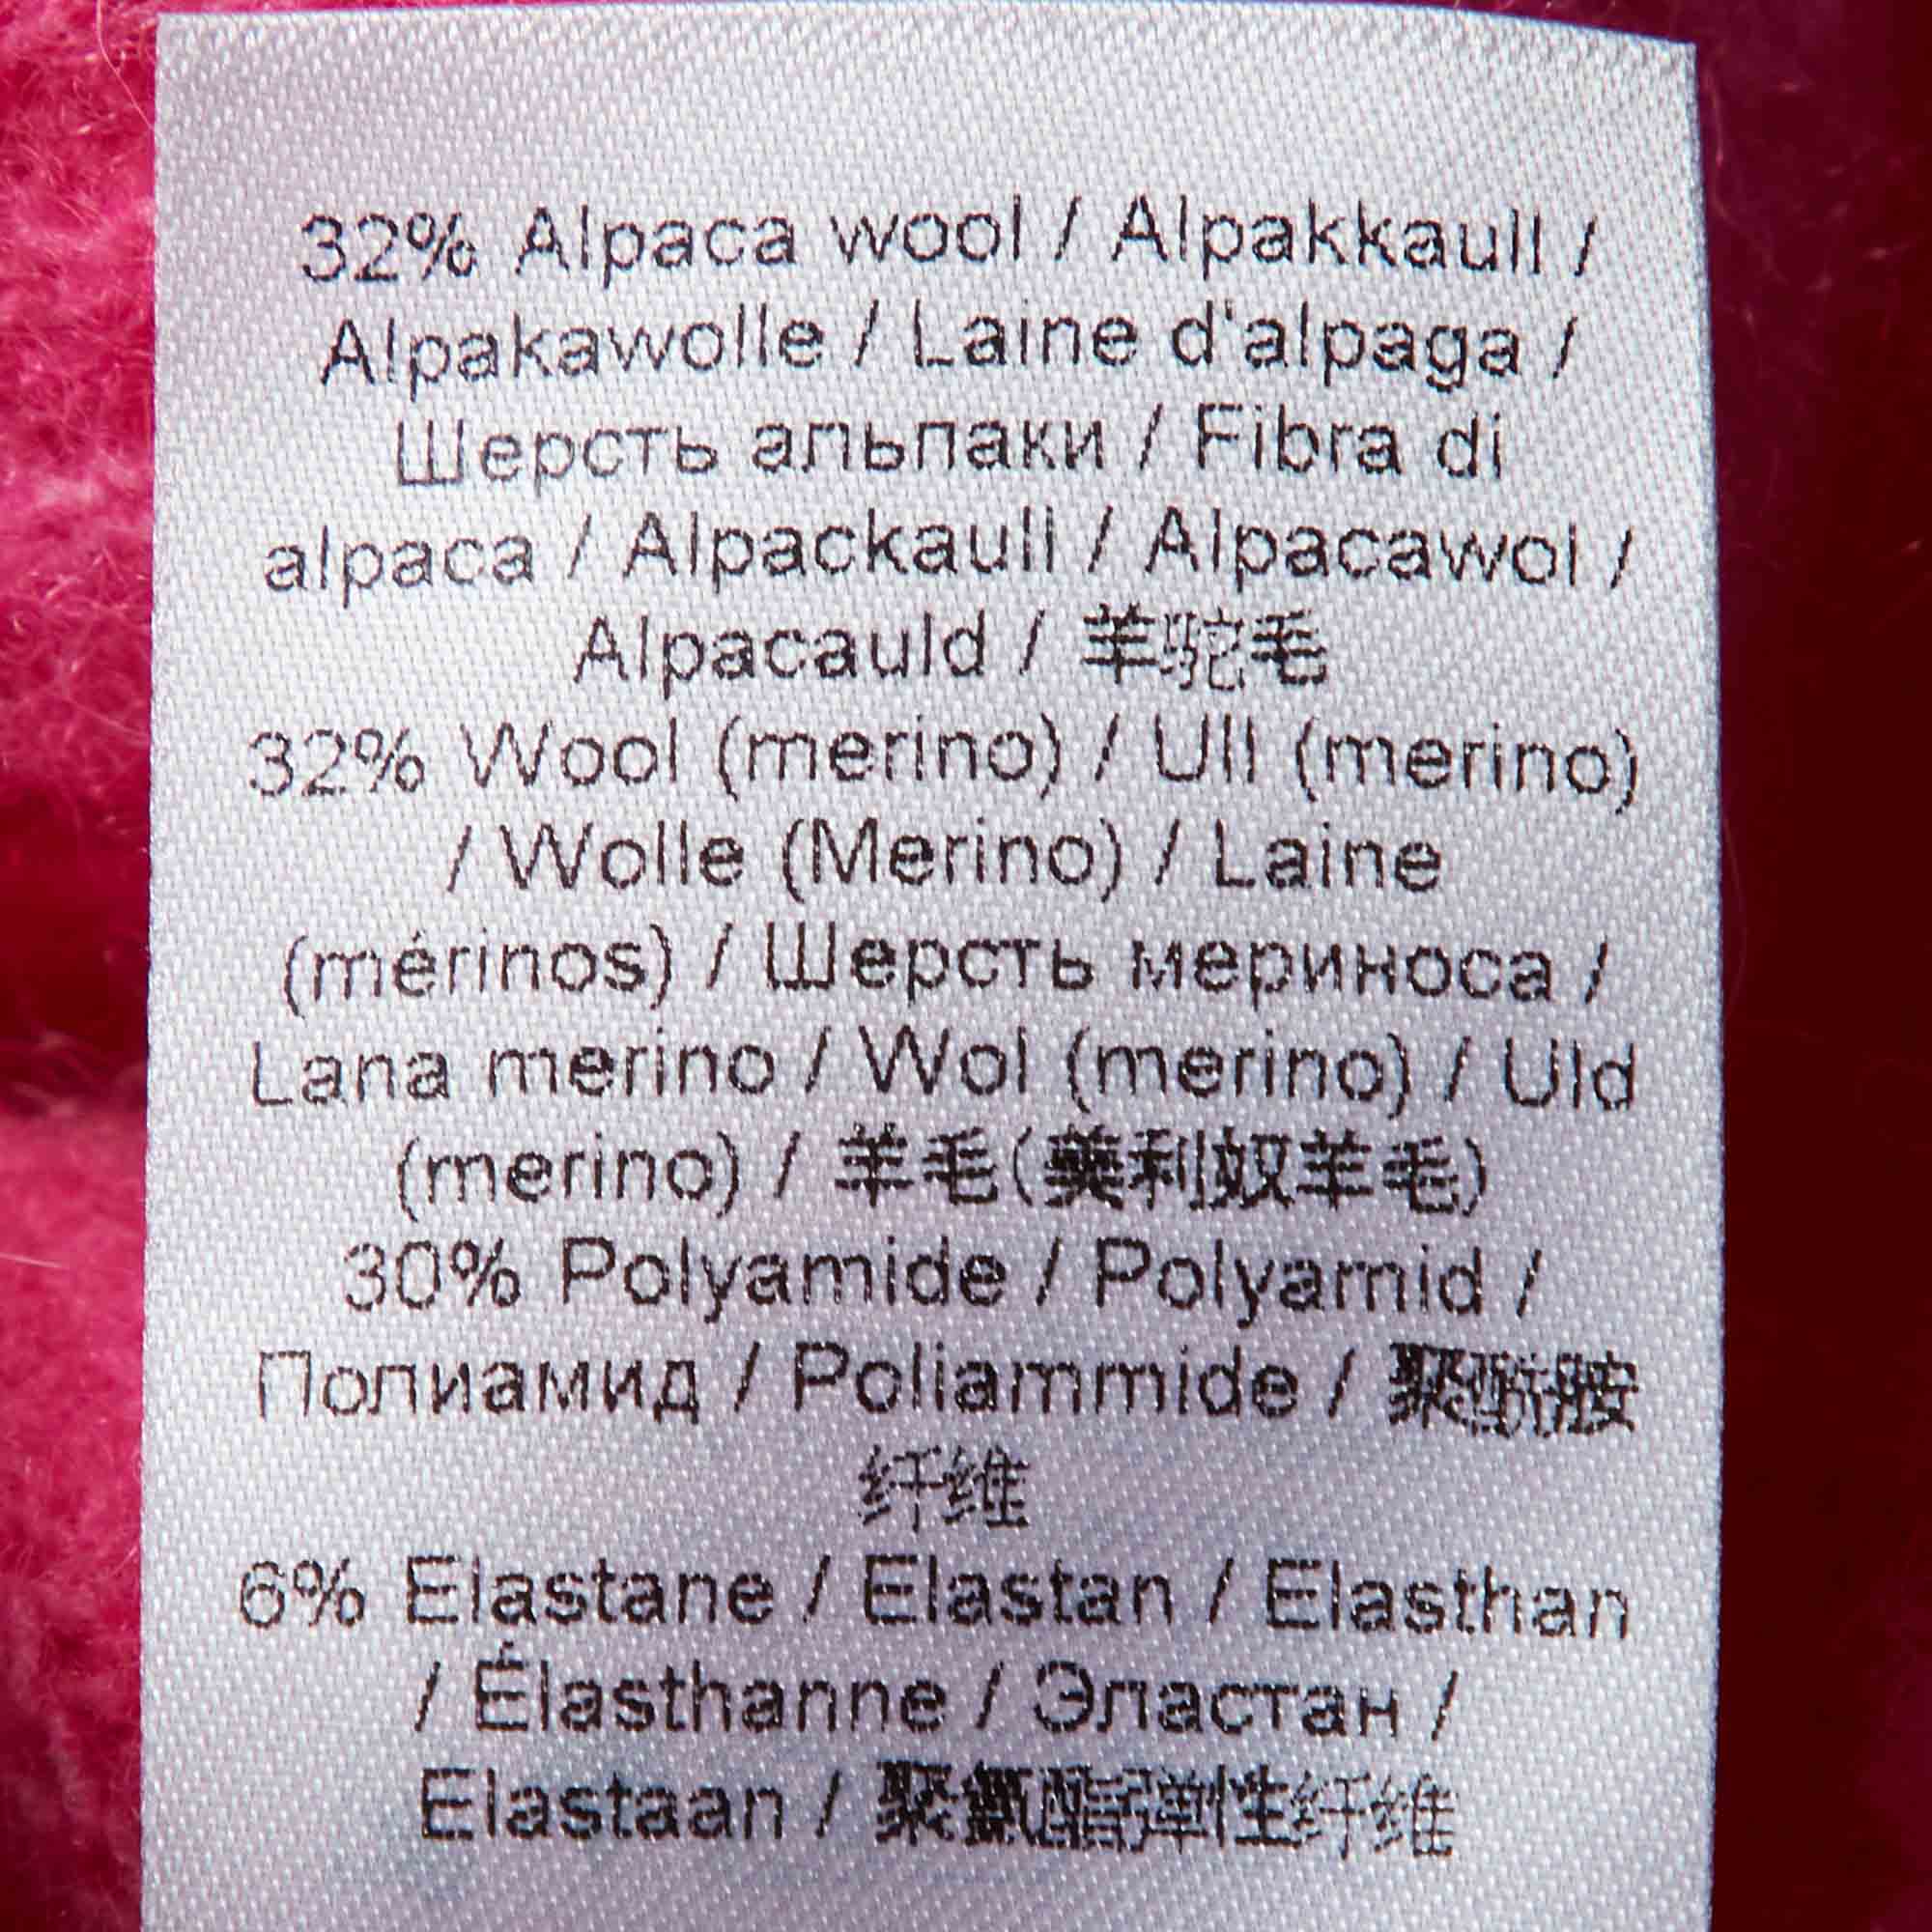 32% Alpaca wool / Alpakkaull /
Alpakawolle / Laine d'alpaga /
Шерсть альпаки / Fibra di
alpaca / Alpackaull / Alpacawol /
Alpacauld / 羊驼毛
32% Wool (merino) / Ull (merino)
/ Wolle (Merino) / Laine
(mérinos) / Шерсть мериноса /
Lana merino / Wol (merino) / Uld
(merino) / 羊毛(美利奴羊毛)
30% Polyamide / Polyamid /
Полиамид / Poliammide / 聚酰胺
纤维
6% Elastane / Elastan / Elasthan
/ Élasthanne / Эластан /
Elastaan / 聚氨酯弹性纤维